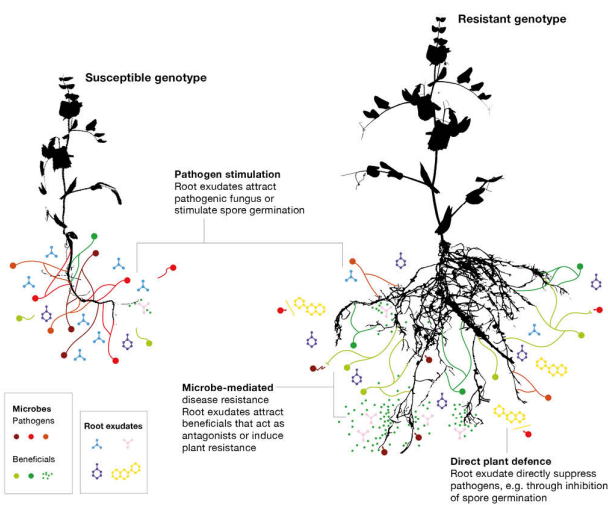 Resistant genotype
Susceptible genotype
Pathogen stimulation
Root exudates attract
pathogenic fungus or
stimulate spore germination
Microbe-mediated
disease resistance
Root exudates attract
beneficials that act as
antagonists or induce
plant resistance
Microbes
Pathogens
Beneficials
Root exudates
Direct plant defence
Root exudate directly suppress
pathogens, e.g. through inhibition
of spore germination